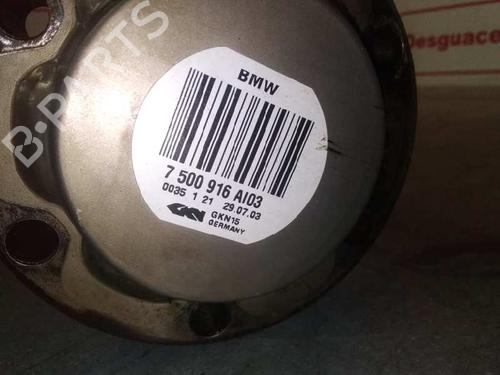 BMW
7 500 916 AI03
0035 1 21 29.07.03
GKN
GKN15
GERMANY
B-PARTS
Desguace